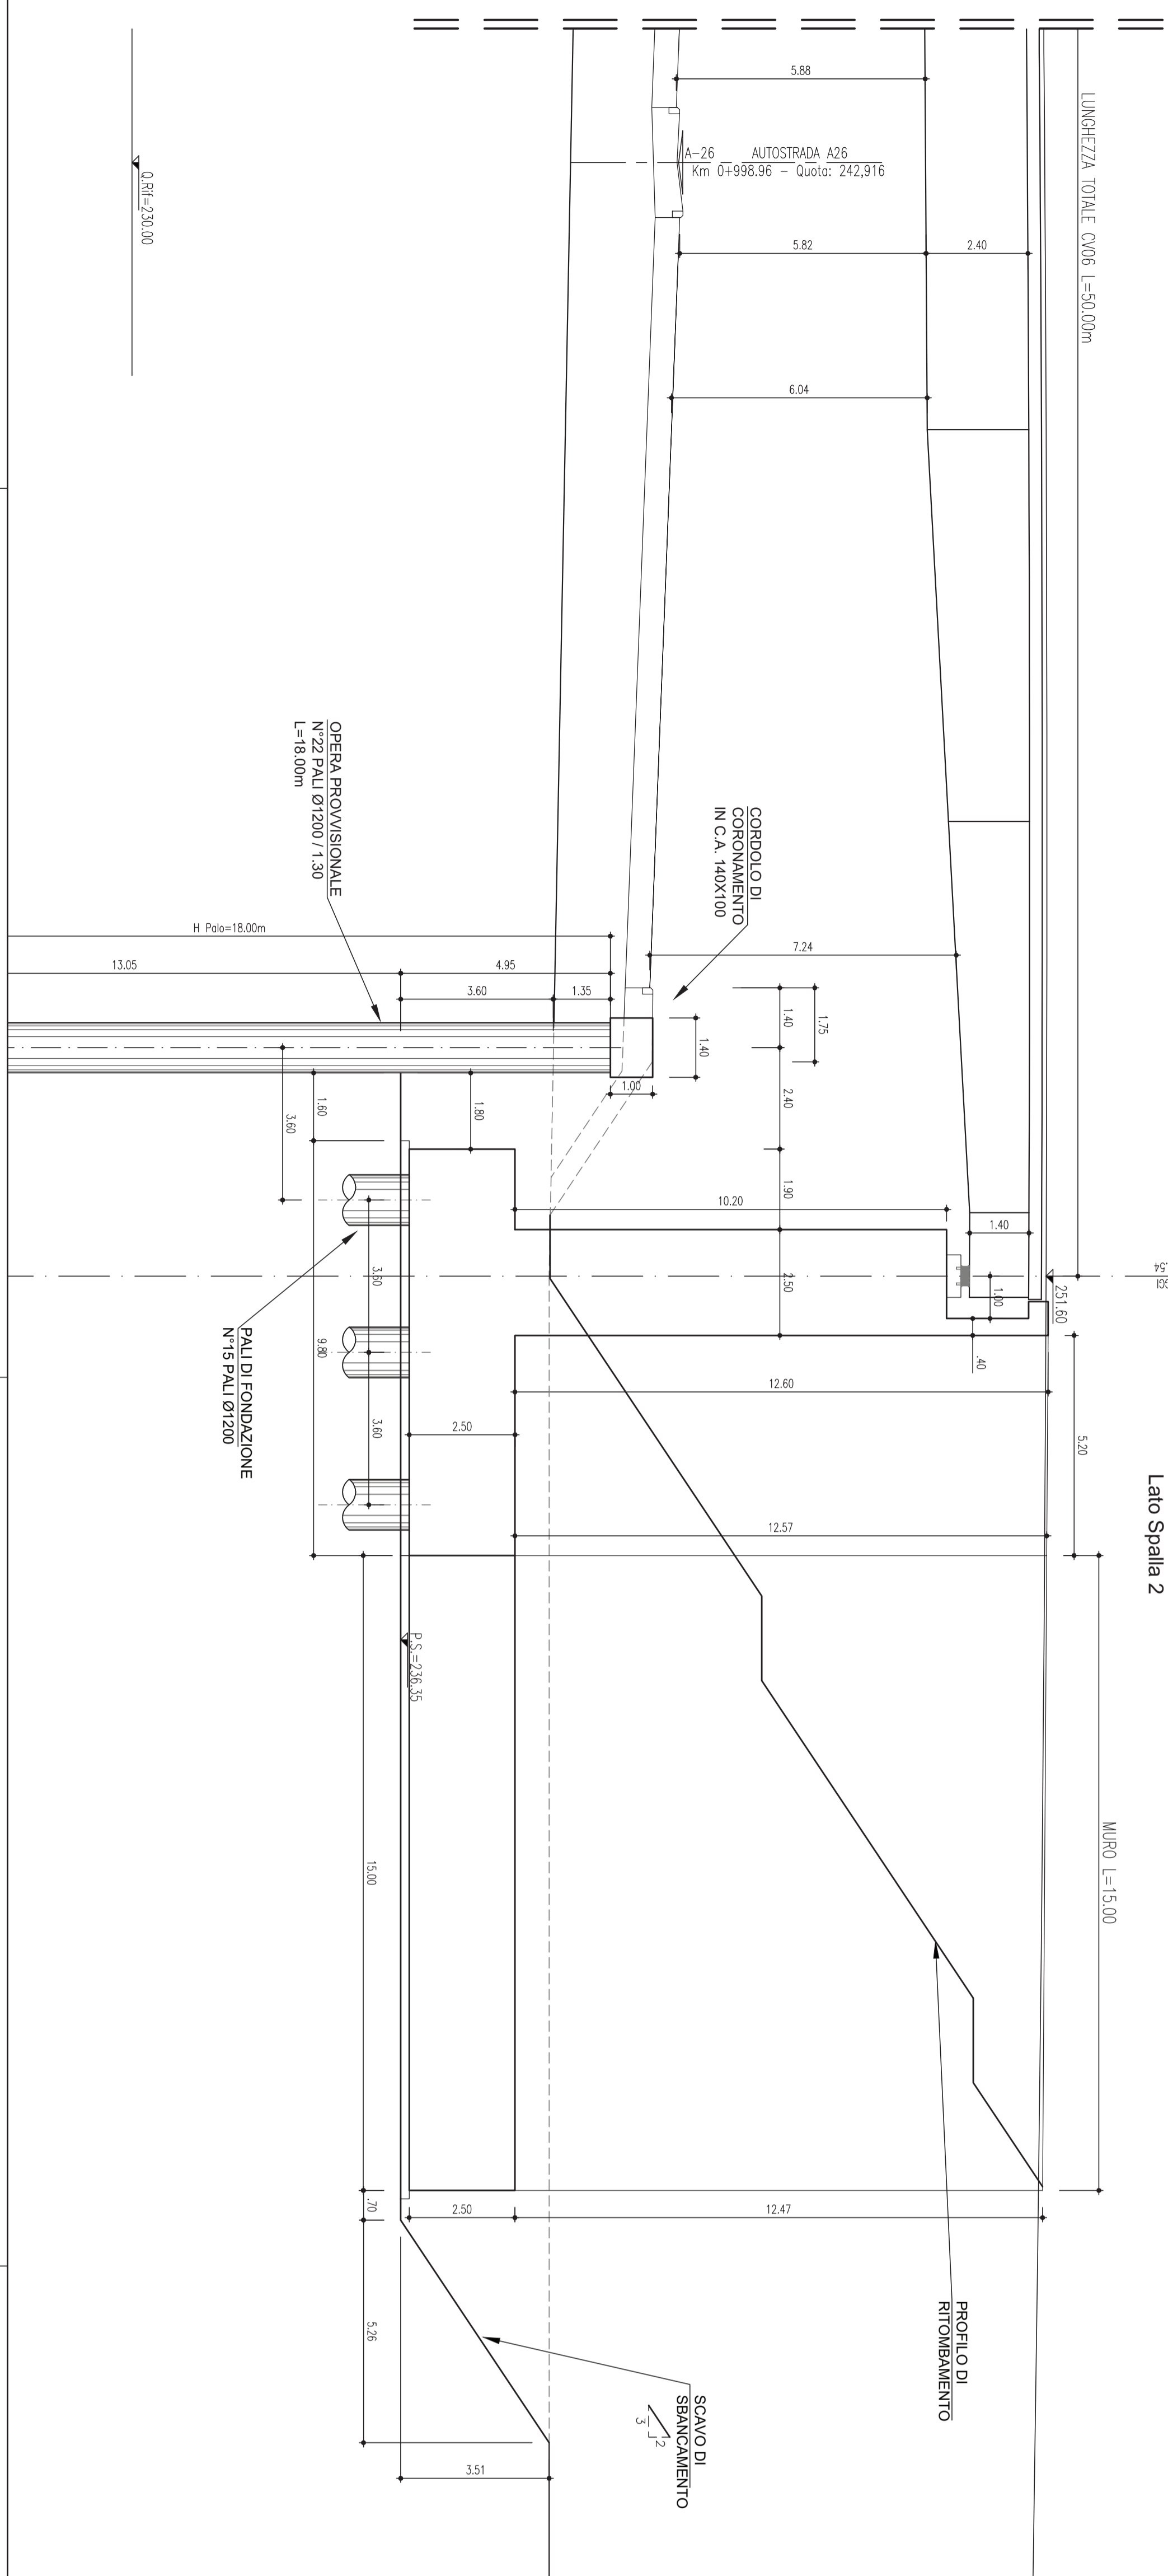 LUNGHEZZA TOTALE CV06 L=50.00m
5.88
A-26 AUTOSTRADA A26
Km 0+998.96 - Quota: 242,916
Q.Rif=230.00
5.82
2.40
6.04
OPERA PROVVISIONALE
N°22 PALI Ø1200 / 1.30
L=18.00m
CORDOLO DI
CORONAMENTO
IN C.A. 140X100
H Palo=18.00m
7.24
13.05
4.95
3.60
1.35
1.40
1.75
1.40
1.00
2.40
1.60
3.60
1.80
1.90
10.20
1.40
2.50
1.00
251.60
.40
3.60
9.80
3.60
PALI DI FONDAZIONE
N°15 PALI Ø1200
2.50
12.60
5.20
12.57
Lato Spalla 2
P.S.=236.35
MURO L=15.00
15.00
.70
2.50
12.47
5.26
3.51
PROFILO DI
RITOMBAMENTO
SCAVO DI
SBANCAMENTO
2
3